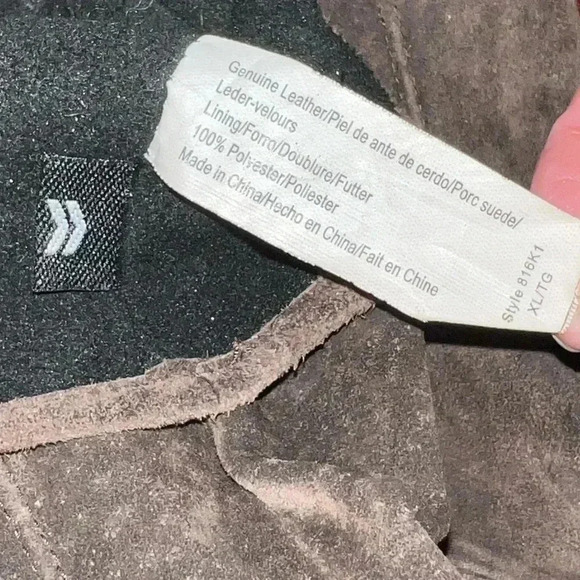 Genuine Leather/Piel de ante de cerdo/Porc suede/
Leder-velours
Lining/Forro/Doublure/Futter
100% Polyester/Poliester
Made in China/Hecho en China/Fait en Chine
Style 816K1
XL/TG